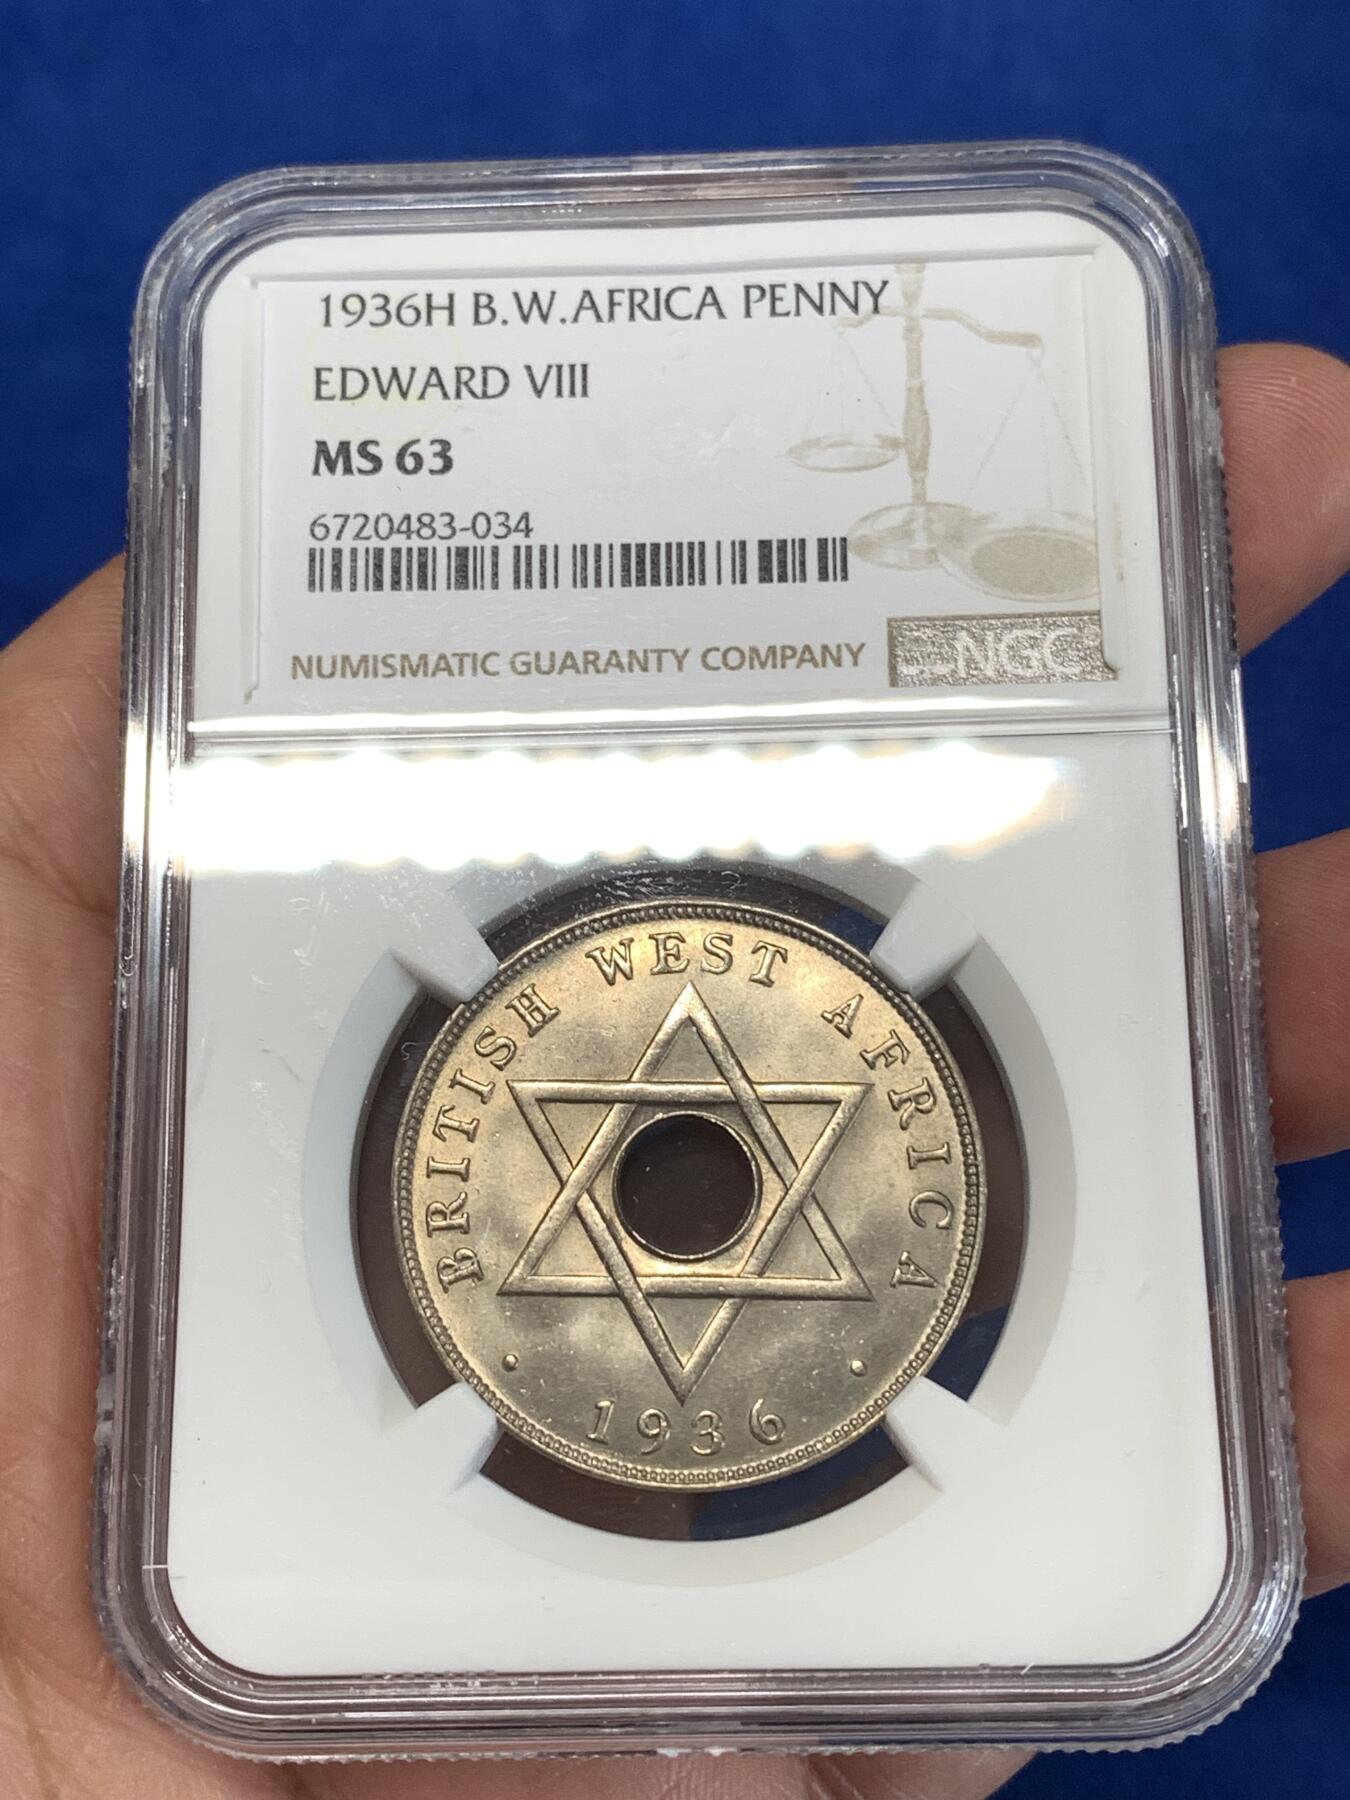 1936H B.W.AFRICA PENNY
EDWARD VIII
MS 63
6720483-034
NUMISMATIC GUARANTY COMPANY
NGC
BRITISH WEST AFRICA
• 1936 •